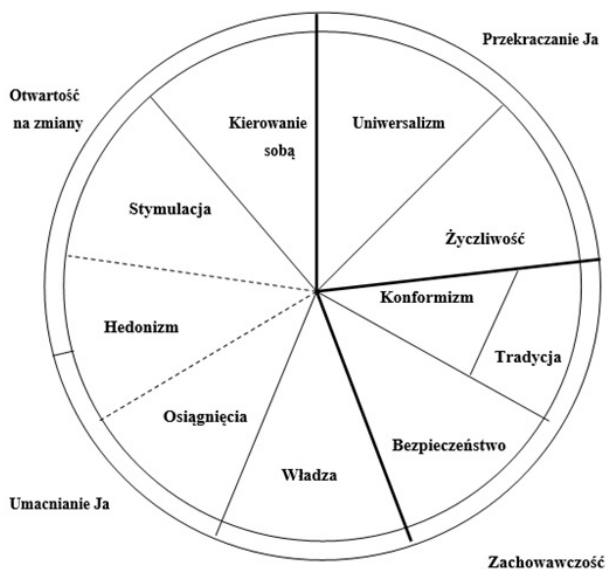 Przekraczanie Ja
Otwartość
na zmiany
Kierowanie
sobą
Uniwersalizm
Stymulacja
Życzliwość
Konformizm
Hedonizm
Tradycja
Osiągnięcia
Bezpieczeństwo
Władza
Umacnianie Ja
Zachowawczość